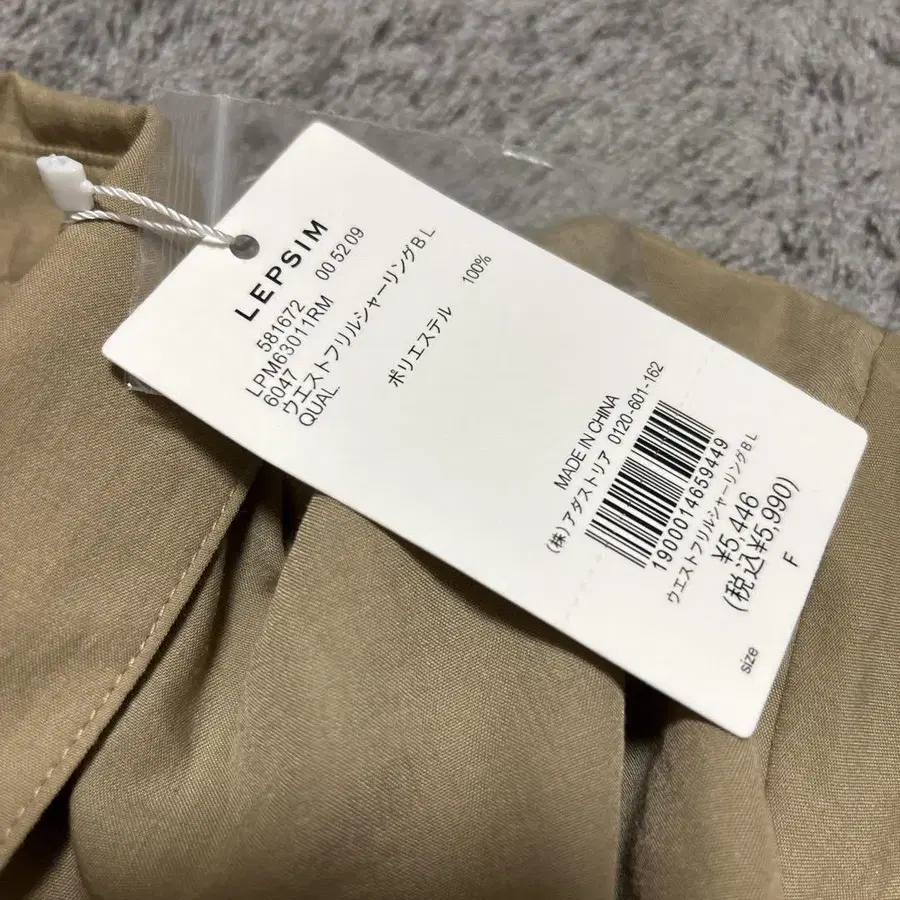 LEPSIM
581672 00 52 09
LPM63011RM
6047
ウエストフリルシャーリングBL
QUAL.
ポリエステル 100%
MADE IN CHINA
(株)アダストリア 0120-601-162
1900014659449
ウエストフリルシャーリングBL
¥5,446
(税込¥5,990)
size F